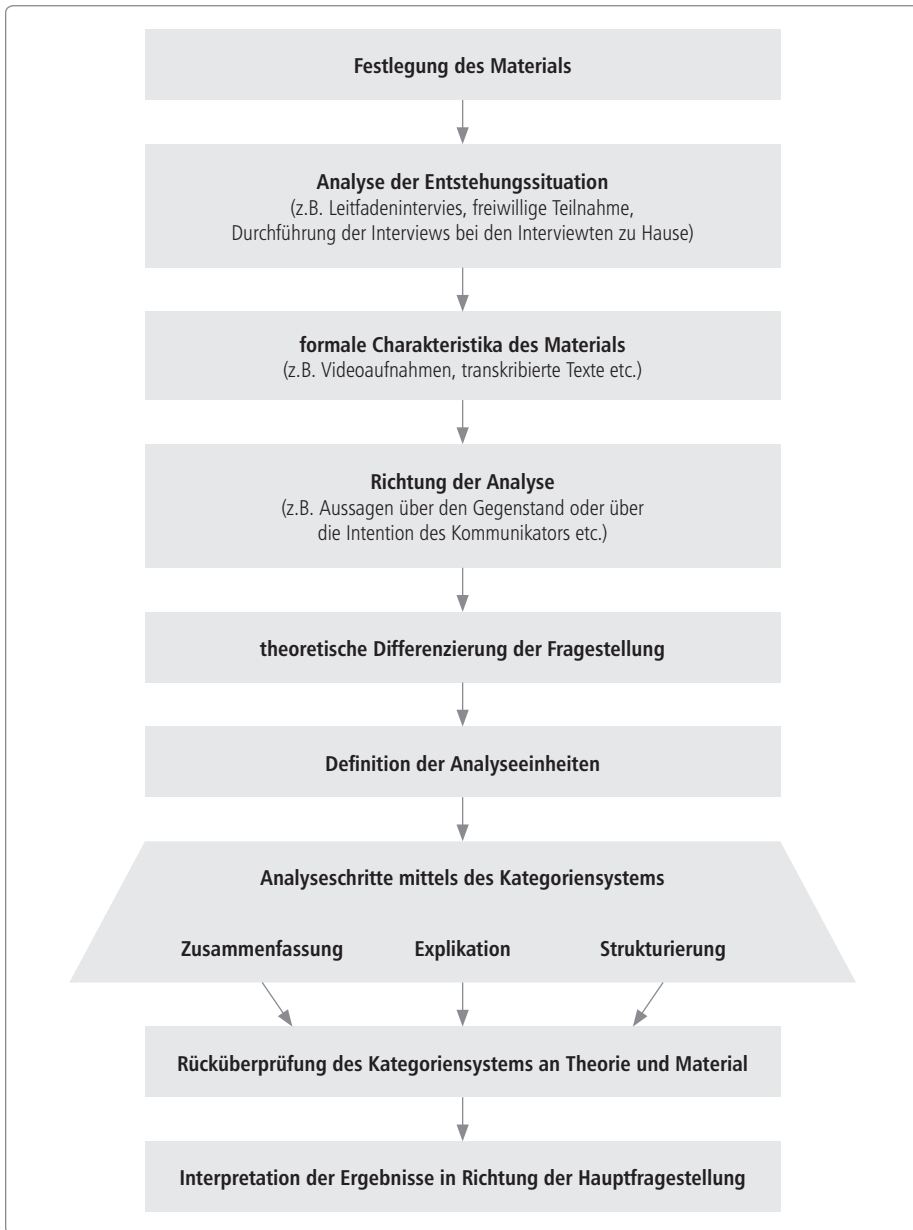 Festlegung des Materials
Analyse der Entstehungssituation
(z.B. Leitfadenintervies, freiwillige Teilnahme,
Durchführung der Interviews bei den Interviewten zu Hause)
formale Charakteristika des Materials
(z.B. Videoaufnahmen, transkribierte Texte etc.)
Richtung der Analyse
(z.B. Aussagen über den Gegenstand oder über
die Intention des Kommunikators etc.)
theoretische Differenzierung der Fragestellung
Definition der Analyseeinheiten
Analyseschritte mittels des Kategoriensystems
Zusammenfassung Explikation Strukturierung
Rücküberprüfung des Kategoriensystems an Theorie und Material
Interpretation der Ergebnisse in Richtung der Hauptfragestellung